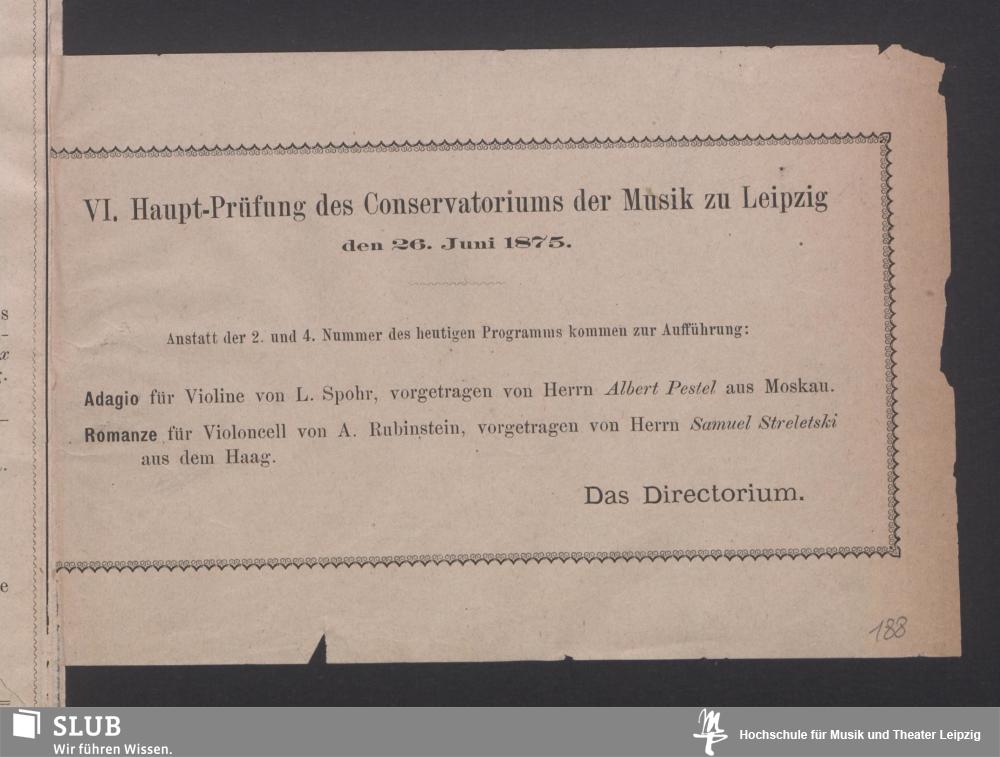 VI. Haupt-Prüfung des Conservatoriums der Musik zu Leipzig
den 26. Juni 1875.
Anstatt der 2. und 4. Nummer des heutigen Programms kommen zur Aufführung:
Adagio für Violine von L. Spohr, vorgetragen von Herrn Albert Pestel aus Moskau.
Romanze für Violoncell von A. Rubinstein, vorgetragen von Herrn Samuel Streletski
aus dem Haag.
Das Directorium.
188
SLUB
Wir führen Wissen.
Hochschule für Musik und Theater Leipzig